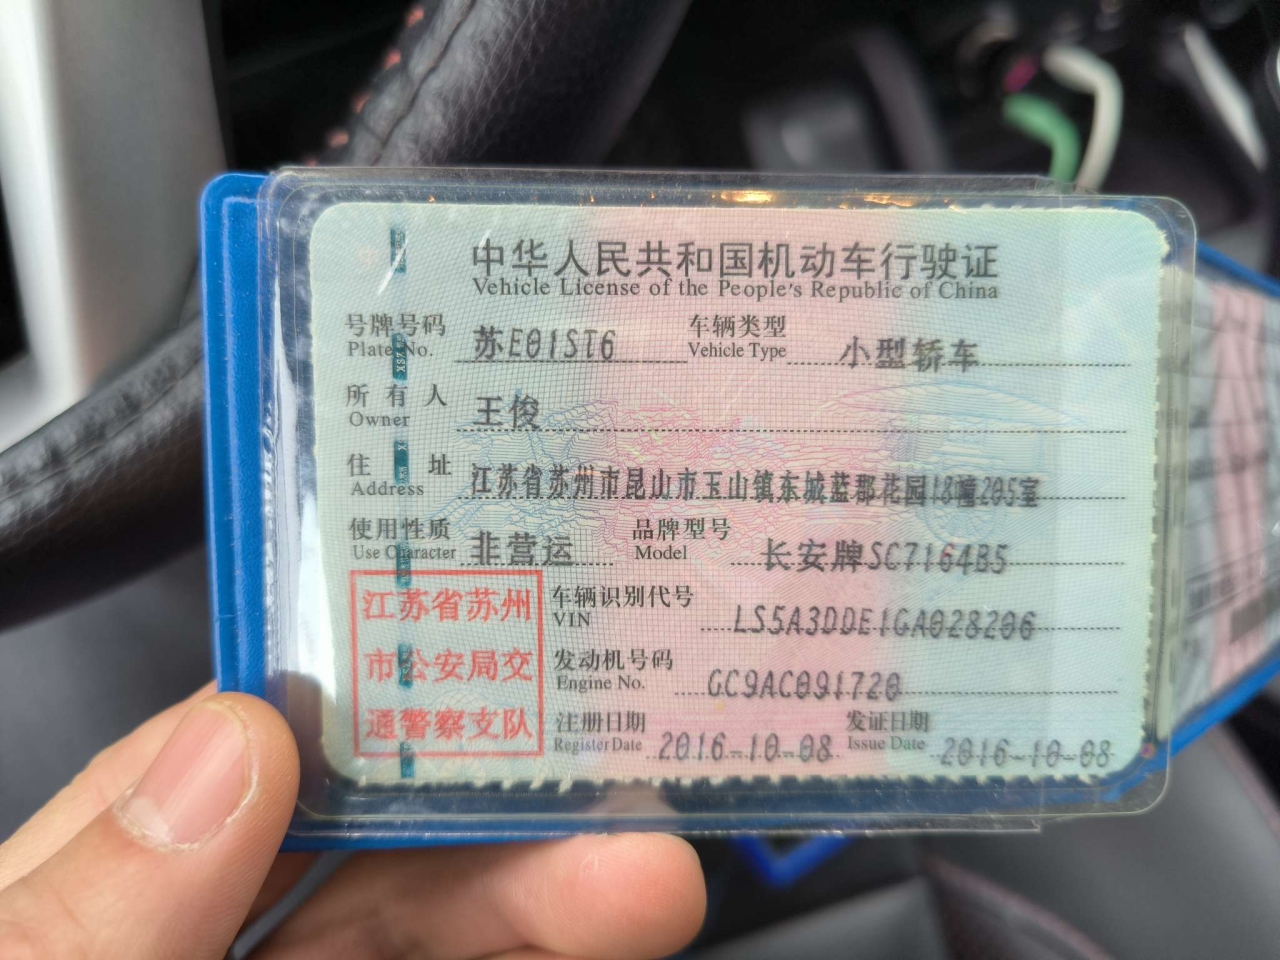 中华人民共和国机动车行驶证
Vehicle License of the People's Republic of China
号牌号码 苏E01ST6 车辆类型 小型轿车
Plate No. Vehicle Type
所有人 王俊
Owner
住址 江苏省苏州市昆山市玉山镇东城蓝郡花园18幢205室
Address
使用性质 非营运 品牌型号 长安牌SC7164B5
Use Character Model
江苏省苏州
市公安局交
通警察支队
车辆识别代号 LS5A3DDE1GA028206
VIN
发动机号码 GC9AC091720
Engine No.
注册日期 2016-10-08 发证日期 2016-10-08
Register Date Issue Date